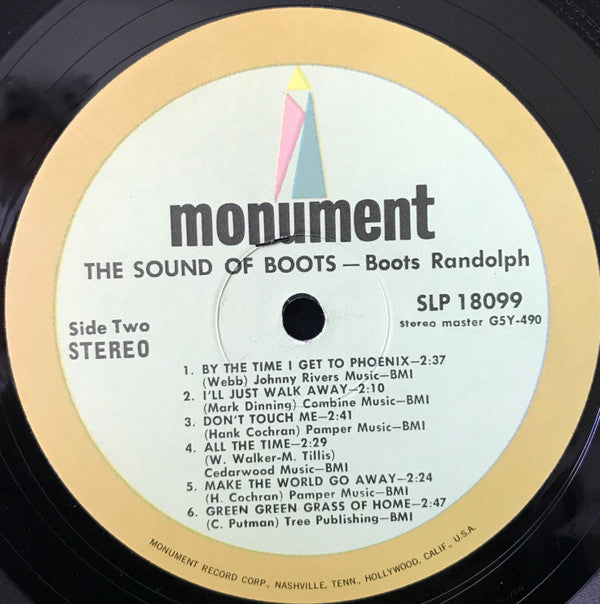 monument
THE SOUND OF BOOTS — Boots Randolph
SLP 18099
Side Two
STEREO
stereo master G5Y-490
1. BY THE TIME I GET TO PHOENIX—2:37
(Webb) Johnny Rivers Music—BMI
2. I'LL JUST WALK AWAY—2:10
(Mark Dinning) Combine Music—BMI
3. DON'T TOUCH ME—2:41
(Hank Cochran) Pamper Music—BMI
4. ALL THE TIME—2:29
(W. Walker-M. Tillis)
Cedarwood Music—BMI
5. MAKE THE WORLD GO AWAY—2:24
(H. Cochran) Pamper Music—BMI
6. GREEN GREEN GRASS OF HOME—2:47
(C. Putman) Tree Publishing—BMI
MONUMENT RECORD CORP., NASHVILLE, TENN., HOLLYWOOD, CALIF., U.S.A.